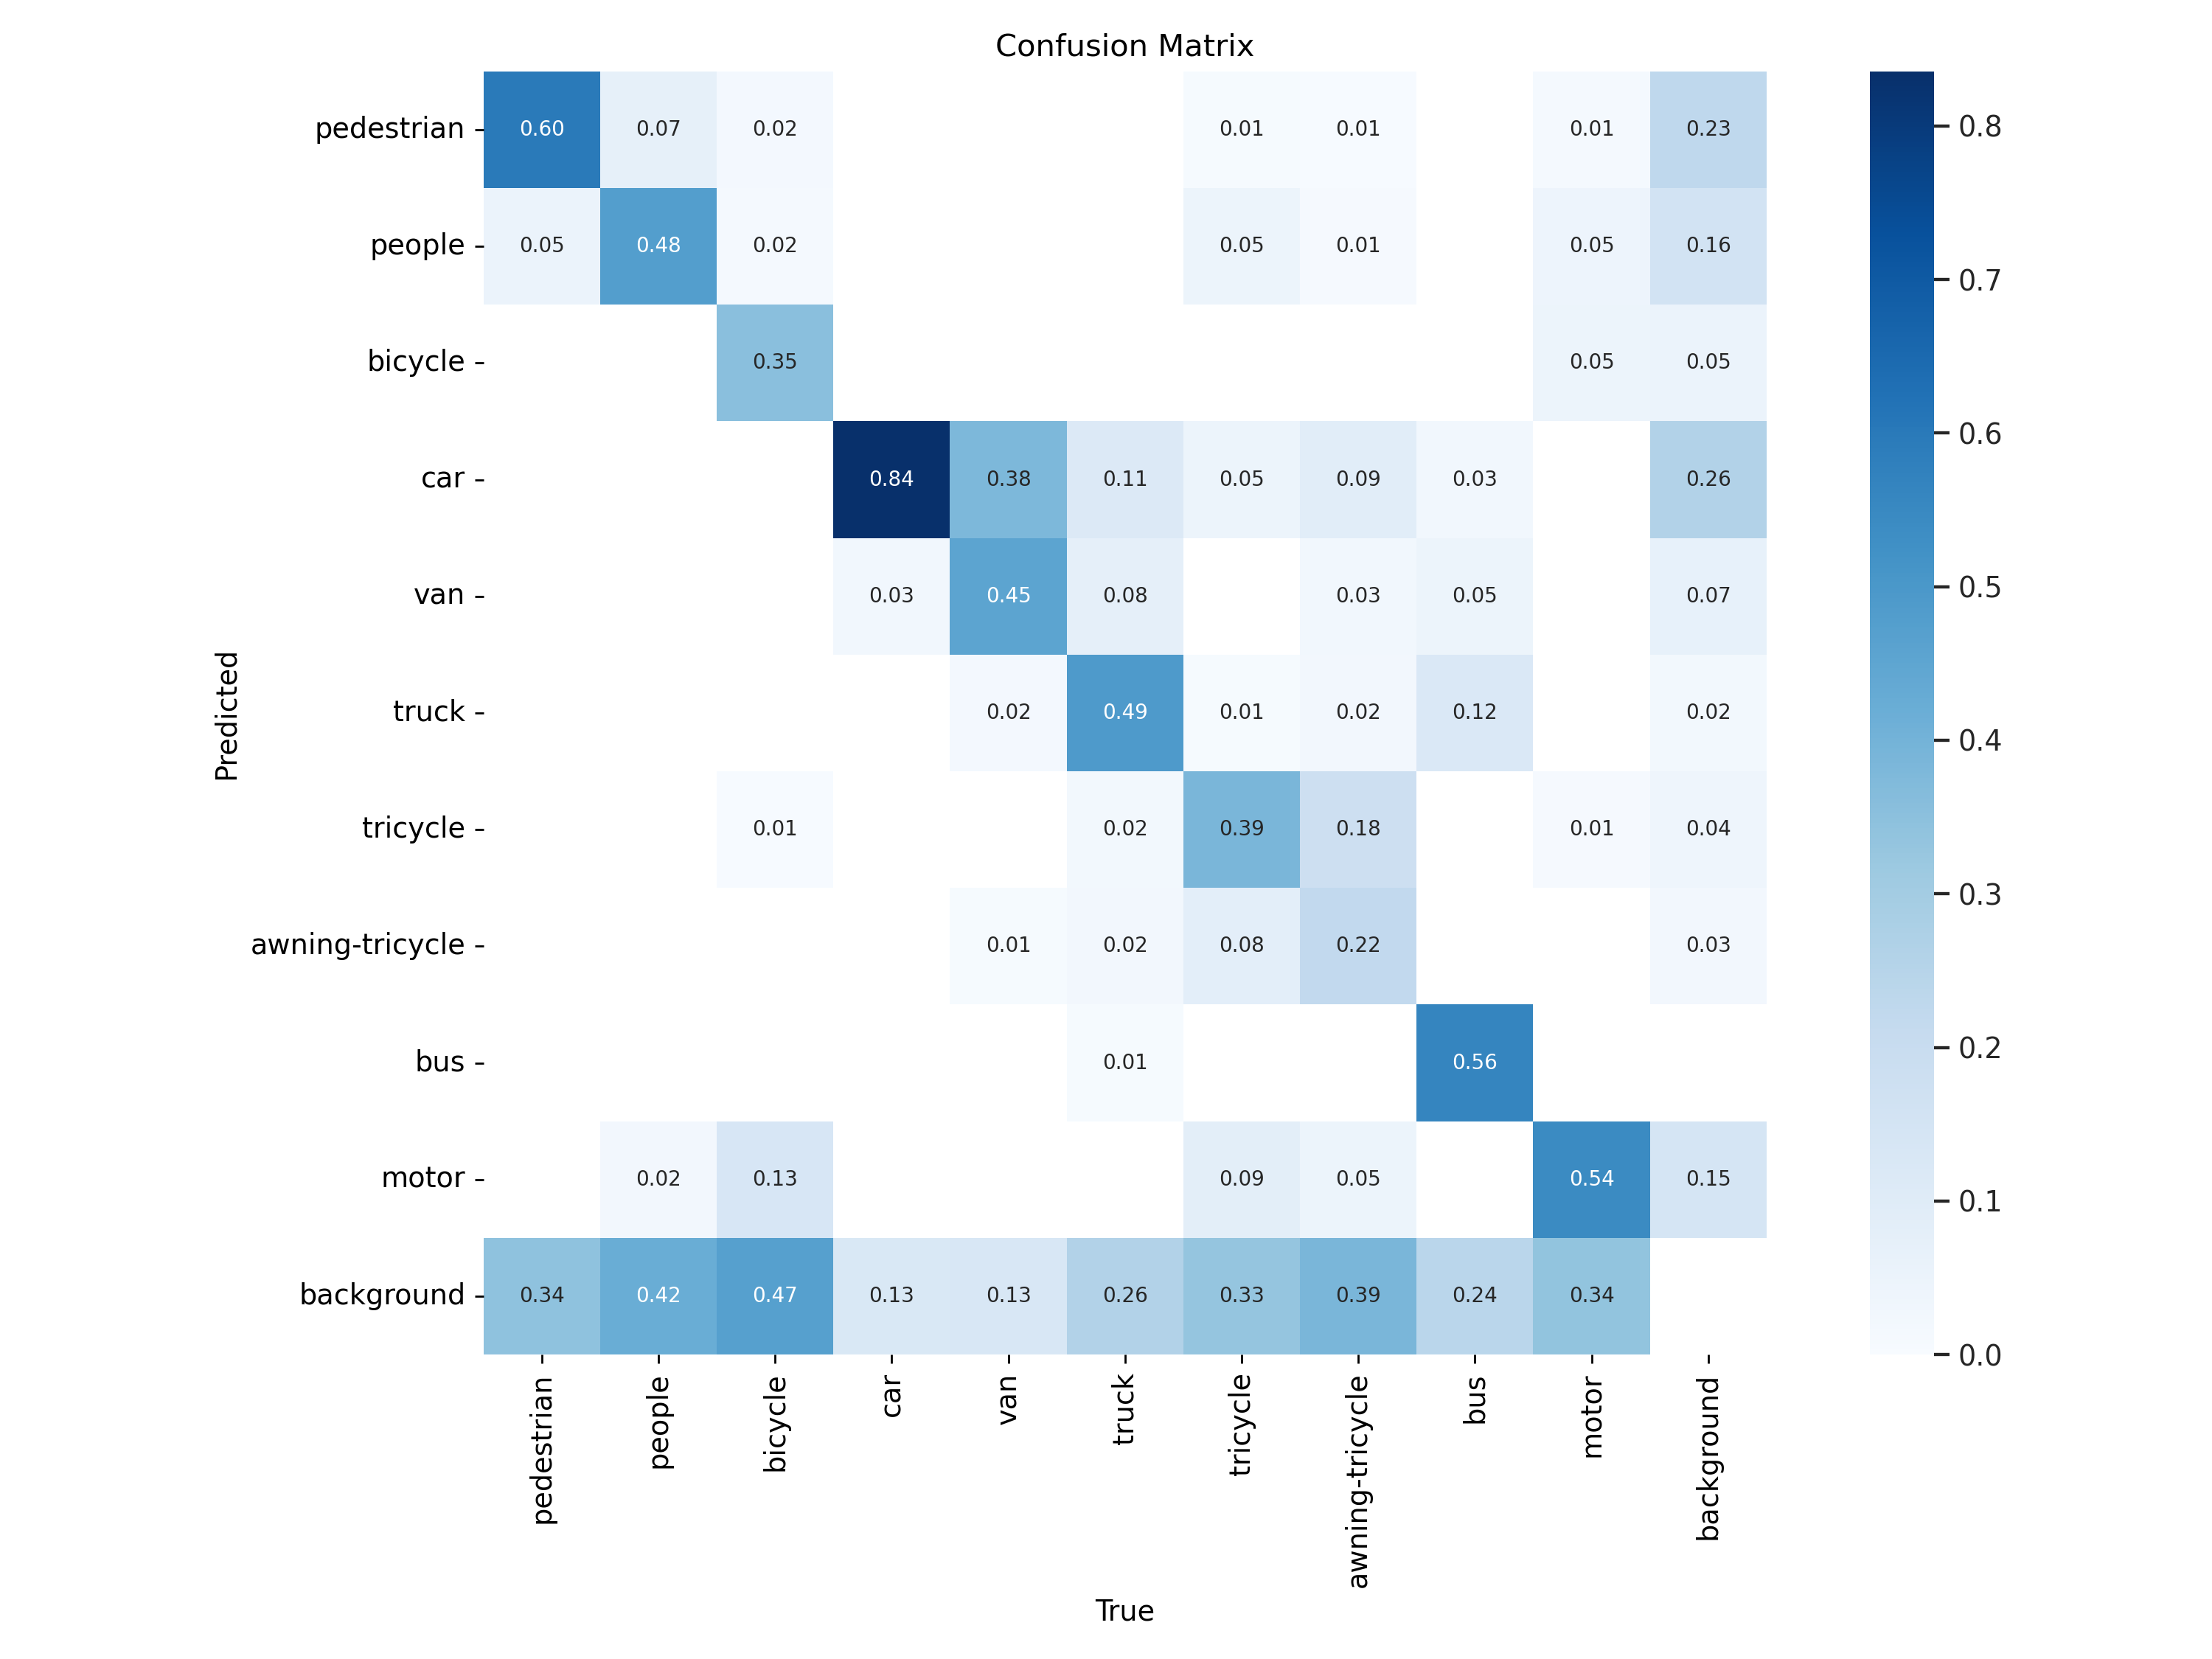 Confusion Matrix
pedestrian 0.60 0.07 0.02 0.01 0.01 0.01 0.23
people 0.05 0.48 0.02 0.05 0.01 0.05 0.16
bicycle 0.35 0.05 0.05
car 0.84 0.38 0.11 0.05 0.09 0.03 0.26
van 0.03 0.45 0.08 0.03 0.05 0.07
truck 0.02 0.49 0.01 0.02 0.12 0.02
tricycle 0.01 0.02 0.39 0.18 0.01 0.04
awning-tricycle 0.01 0.02 0.08 0.22 0.03
bus 0.01 0.56
motor 0.02 0.13 0.09 0.05 0.54 0.15
background 0.34 0.42 0.47 0.13 0.13 0.26 0.33 0.39 0.24 0.34
Predicted
pedestrian
people
bicycle
car
van
truck
tricycle
awning-tricycle
bus
motor
background
True
0.8
0.7
0.6
0.5
0.4
0.3
0.2
0.1
0.0